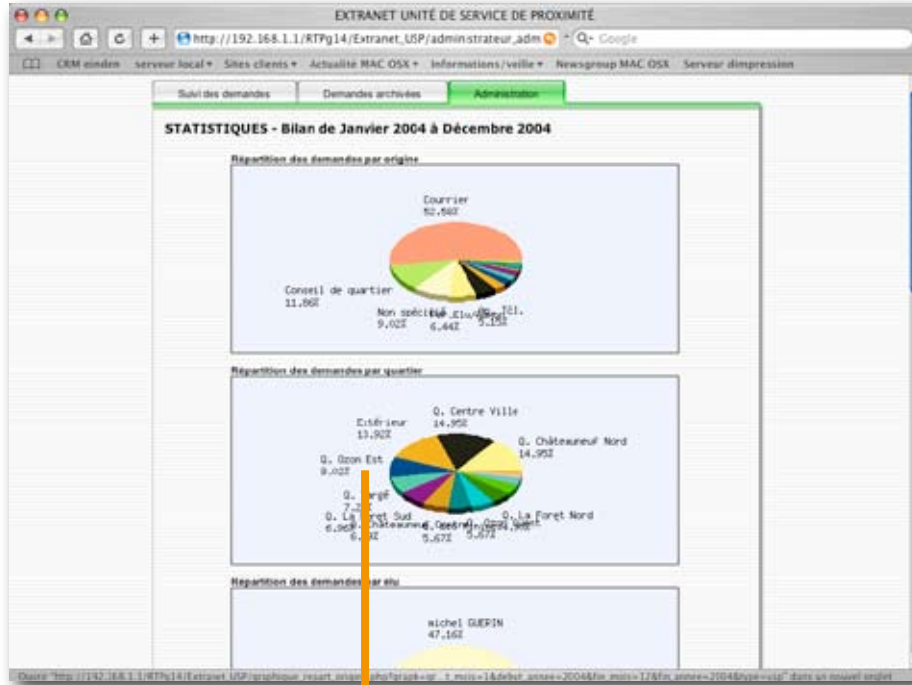 EXTRANET UNITÉ DE SERVICE DE PROXIMITÉ
http://192.168.1.1/RTPg14/Extranet_USP/administrateur_adm
Google
CRM einden serveur local Sites clients Actualité MAC OSX Informations/veille Newsgroup MAC OSX Serveur dimpression
Suivi des demandes Demandes archivées Administration
STATISTIQUES - Bilan de Janvier 2004 à Décembre 2004
Répartition des demandes par origine
Courrier
52.58%
Conseil de quartier
11.86%
Non spécifié
9.02%
6.44%
5.15%
Répartition des demandes par quartier
Q. Centre Ville
14.95%
Extérieur
13.92%
Q. Châteauneuf Nord
14.95%
Q. Ozon Est
9.02%
Q. La Foret Sud
Q. La Foret Nord
5.67%
5.67%
Répartition des demandes par élu
michel GUERIN
47.16%